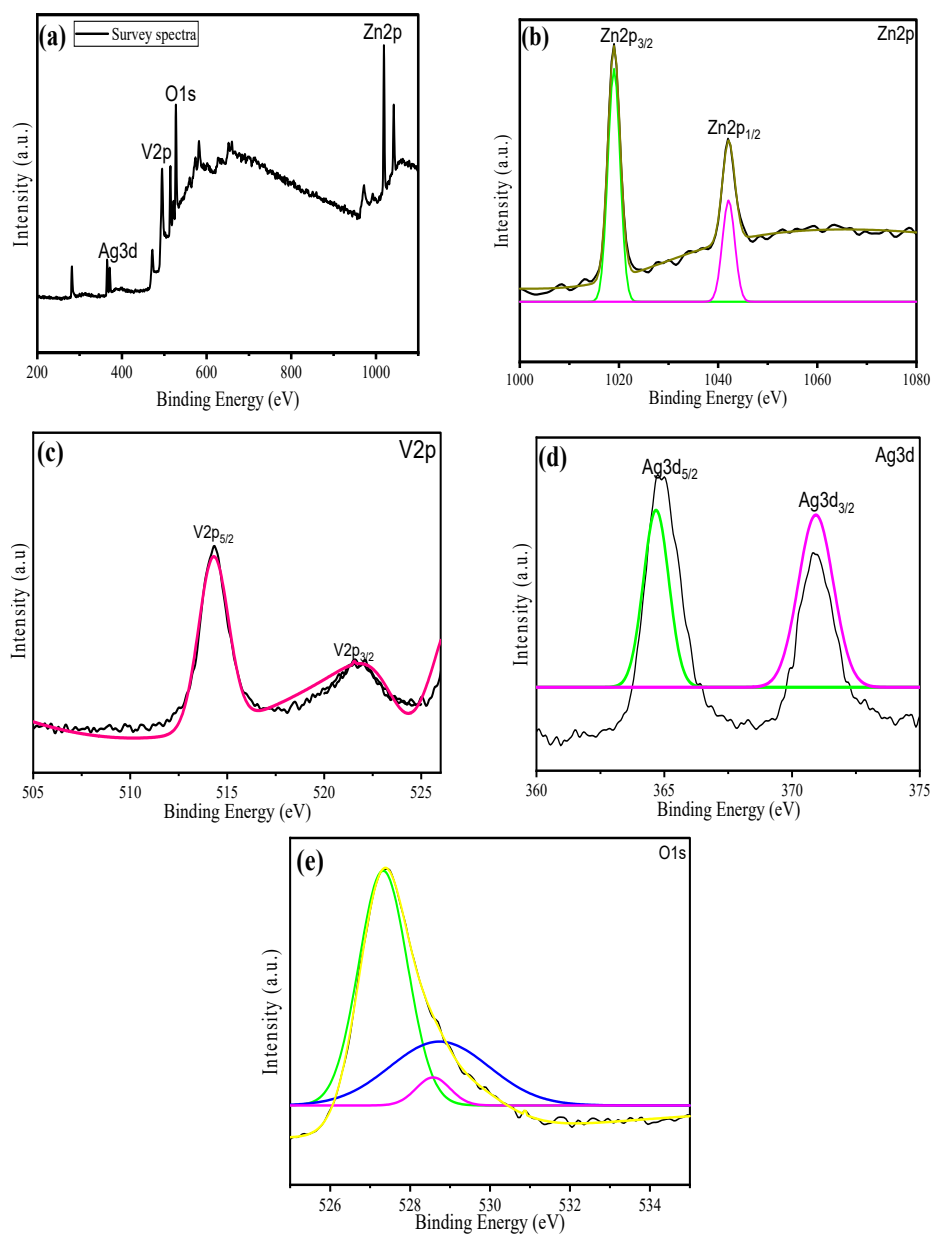 (a)
Survey spectra
Zn2p
O1s
V2p
Ag3d
Intensity (a.u.)
200 400 600 800 1000
Binding Energy (eV)
(b)
Zn2p3/2
Zn2p
Zn2p1/2
Intensity (a.u.)
1000 1020 1040 1060 1080
Binding Energy (eV)
(c)
V2p
V2p5/2
V2p3/2
Intensity (a.u)
505 510 515 520 525
Binding Energy (eV)
(d)
Ag3d5/2
Ag3d
Ag3d3/2
Intensity (a.u.)
360 365 370 375
Binding Energy (eV)
(e)
O1s
Intensity (a.u.)
526 528 530 532 534
Binding Energy (eV)